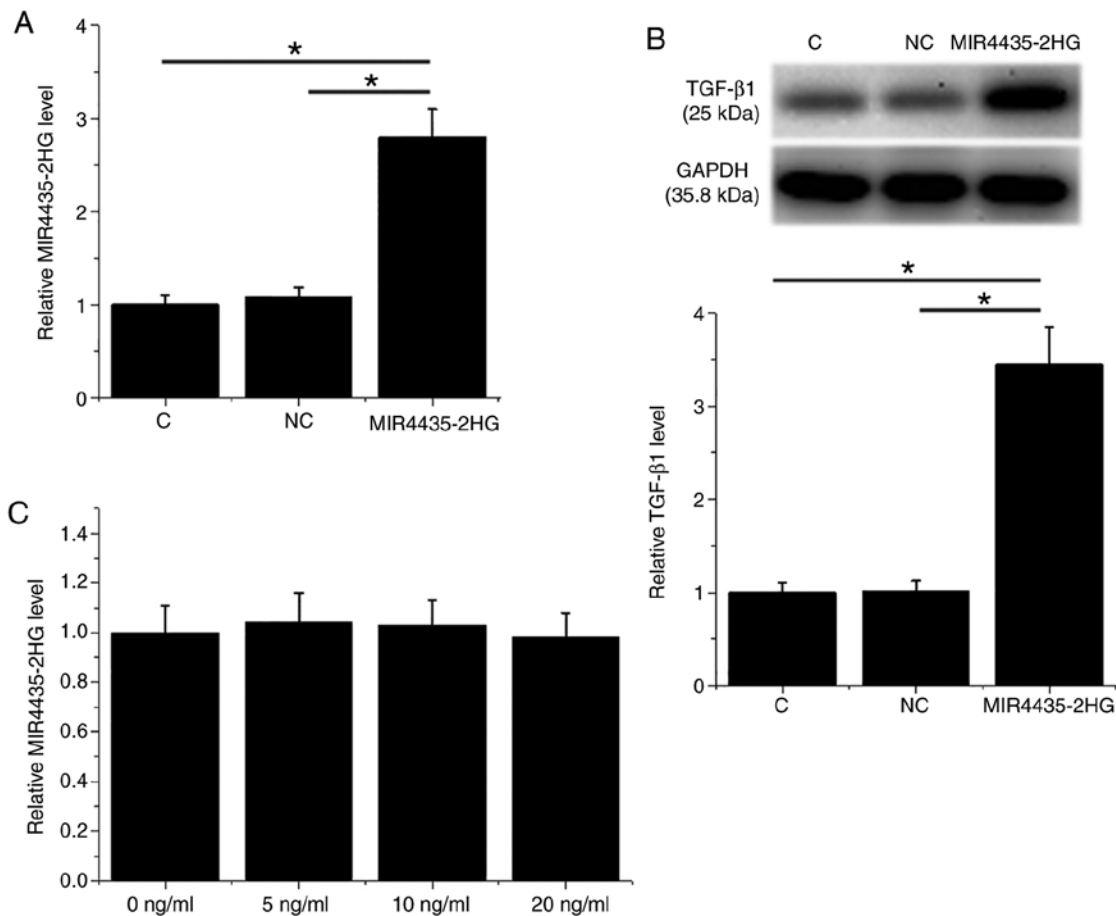 A
Relative MIR4435-2HG level
4
3
2
1
0
*
*
C NC MIR4435-2HG
B
C NC MIR4435-2HG
TGF-β1
(25 kDa)
GAPDH
(35.8 kDa)
Relative TGF-β1 level
4
3
2
1
0
*
*
C NC MIR4435-2HG
C
Relative MIR4435-2HG level
1.4
1.2
1.0
0.8
0.6
0.4
0.2
0.0
0 ng/ml 5 ng/ml 10 ng/ml 20 ng/ml